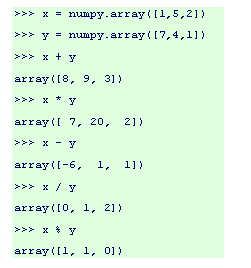 >>> x = numpy.array([1,5,2])
>>> y = numpy.array([7,4,1])
>>> x + y
array([8, 9, 3])
>>> x * y
array([ 7, 20,  2])
>>> x - y
array([-6,  1,  1])
>>> x / y
array([0, 1, 2])
>>> x % y
array([1, 1, 0])